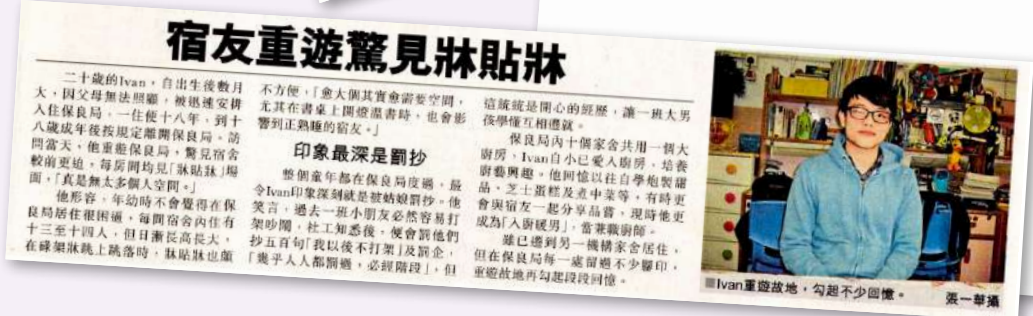 宿友重遊驚見牀貼牀
二十歲的Ivan，自出生後數月
大，因父母無法照顧，被迅速安排
入住保良局，一住便十八年，到十
八歲成年後按規定離開保良局。訪
問當天，他重遊保良局，驚見宿舍
較前更迫，每房間均見「牀貼牀」場
面，「真是無太多個人空間。」
他形容，年幼時不會覺得在保
良局居住很困逼，每間宿舍內住有
十三至十四人，但日漸長高長大，
在碌架牀跳上跳落時，牀貼牀也頗
不方便，「愈大個其實會需要空間，
尤其在書桌上開燈溫書時，也會影
響到正熟睡的宿友。」
印象最深是罰抄
整個童年都在保良局度過，最
令Ivan印象深刻就是被姑娘罰抄。他
笑言，過去一班小朋友必然容易打
架吵鬧，社工知悉後，便會罰他們
抄五百句「我以後不打架」及罰企，
「幾乎人人都罰過，必經階段」，但
這統統是開心的經歷，讓一班大男
孩學懂互相遷就。
保良局內十個家舍共用一個大
廚房，Ivan自小已愛入廚房，培養
廚藝興趣。他回憶以往自學炮製甜
品、芝士蛋糕及煮中菜等，有時更
會與宿友一起分享品嘗，現時他更
成為「入廚暖男」，當兼職廚師。
雖已遷到另一機構家舍居住，
但在保良局每一處留過不少腳印，
重遊故地再勾起段段回憶。
■Ivan重遊故地，勾起不少回憶。 張一華攝